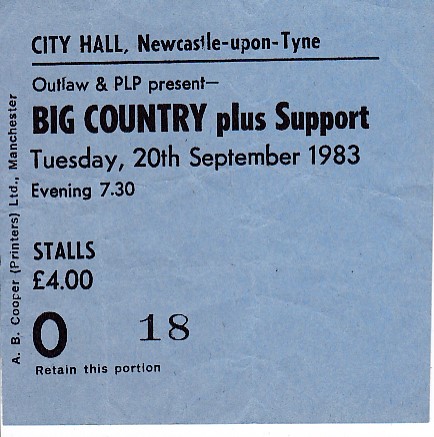 CITY HALL, Newcastle-upon-Tyne
Outlaw & PLP present—
BIG COUNTRY plus Support
Tuesday, 20th September 1983
Evening 7.30
STALLS
£4.00
O 18
Retain this portion
A. B. Cooper (Printers) Ltd., Manchester